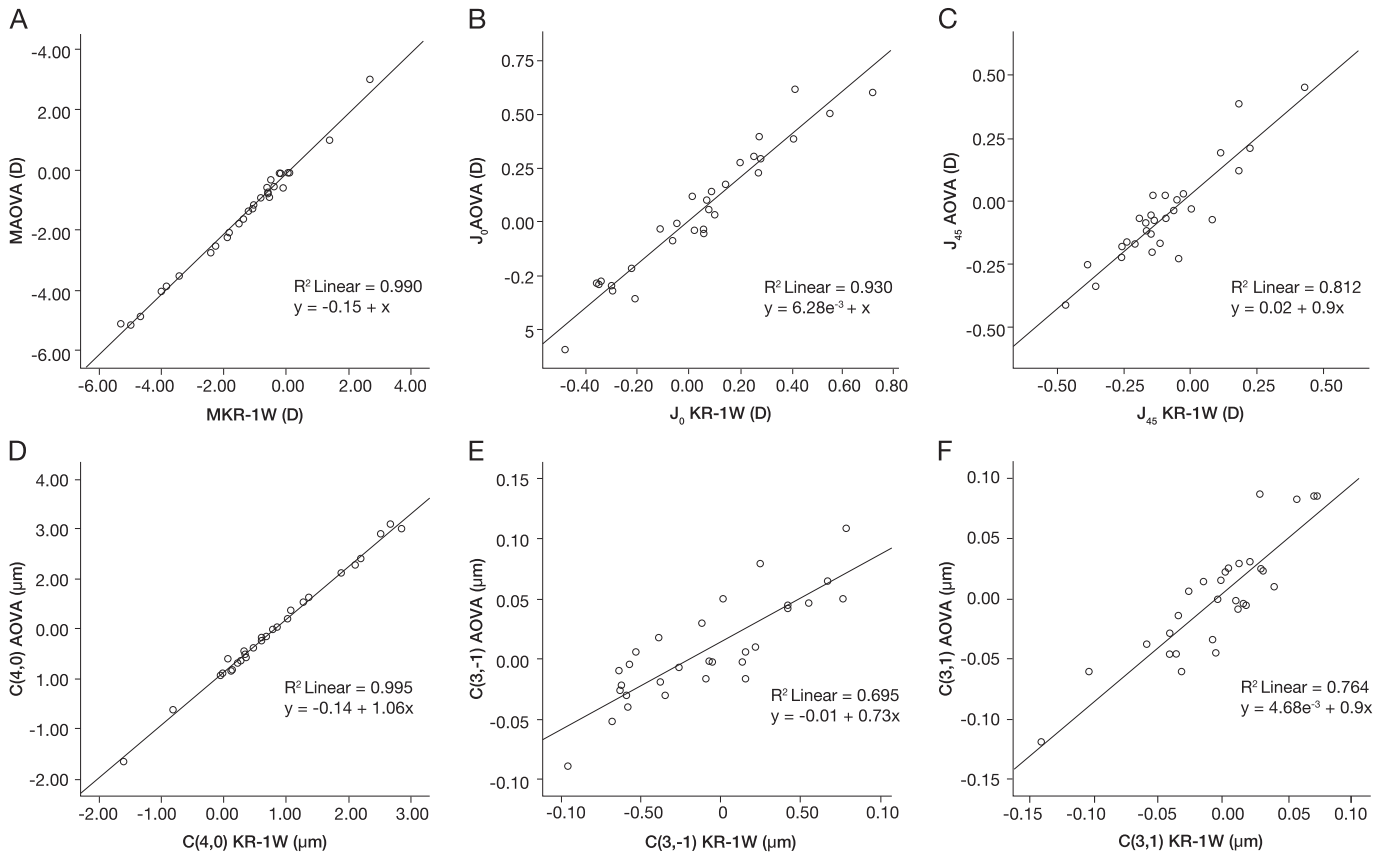 A
-4.00
2.00
0.00
-2.00
-4.00
-6.00
MAOVA (D)
-6.00 -4.00 -2.00 0.00 2.00 4.00
MKR-1W (D)
R² Linear = 0.990
y = -0.15 + x
B
0.75
0.50
0.25
0.00
-0.2
5
J₀AOVA (D)
-0.40 -0.20 0.00 0.20 0.40 0.60 0.80
J₀ KR-1W (D)
R² Linear = 0.930
y = 6.28e⁻³ + x
C
0.50
0.25
0.00
-0.25
-0.50
J₄₅ AOVA (D)
-0.50 -0.25 0.00 0.25 0.50
J₄₅ KR-1W (D)
R² Linear = 0.812
y = 0.02 + 0.9x
D
4.00
3.00
2.00
0.00
1.00
-1.00
-2.00
C(4,0) AOVA (µm)
-2.00 -1.00 0.00 1.00 2.00 3.00
C(4,0) KR-1W (µm)
R² Linear = 0.995
y = -0.14 + 1.06x
E
0.15
0.10
0.05
0.00
-0.05
-0.10
C(3,-1) AOVA (µm)
-0.10 -0.50 0 0.50 0.10
C(3,-1) KR-1W (µm)
R² Linear = 0.695
y = -0.01 + 0.73x
F
0.10
0.05
0.00
-0.05
-0.10
-0.15
C(3,1) AOVA (µm)
-0.15 -0.10 -0.05 0.00 0.05 0.10
C(3,1) KR-1W (µm)
R² Linear = 0.764
y = 4.68e⁻³ + 0.9x